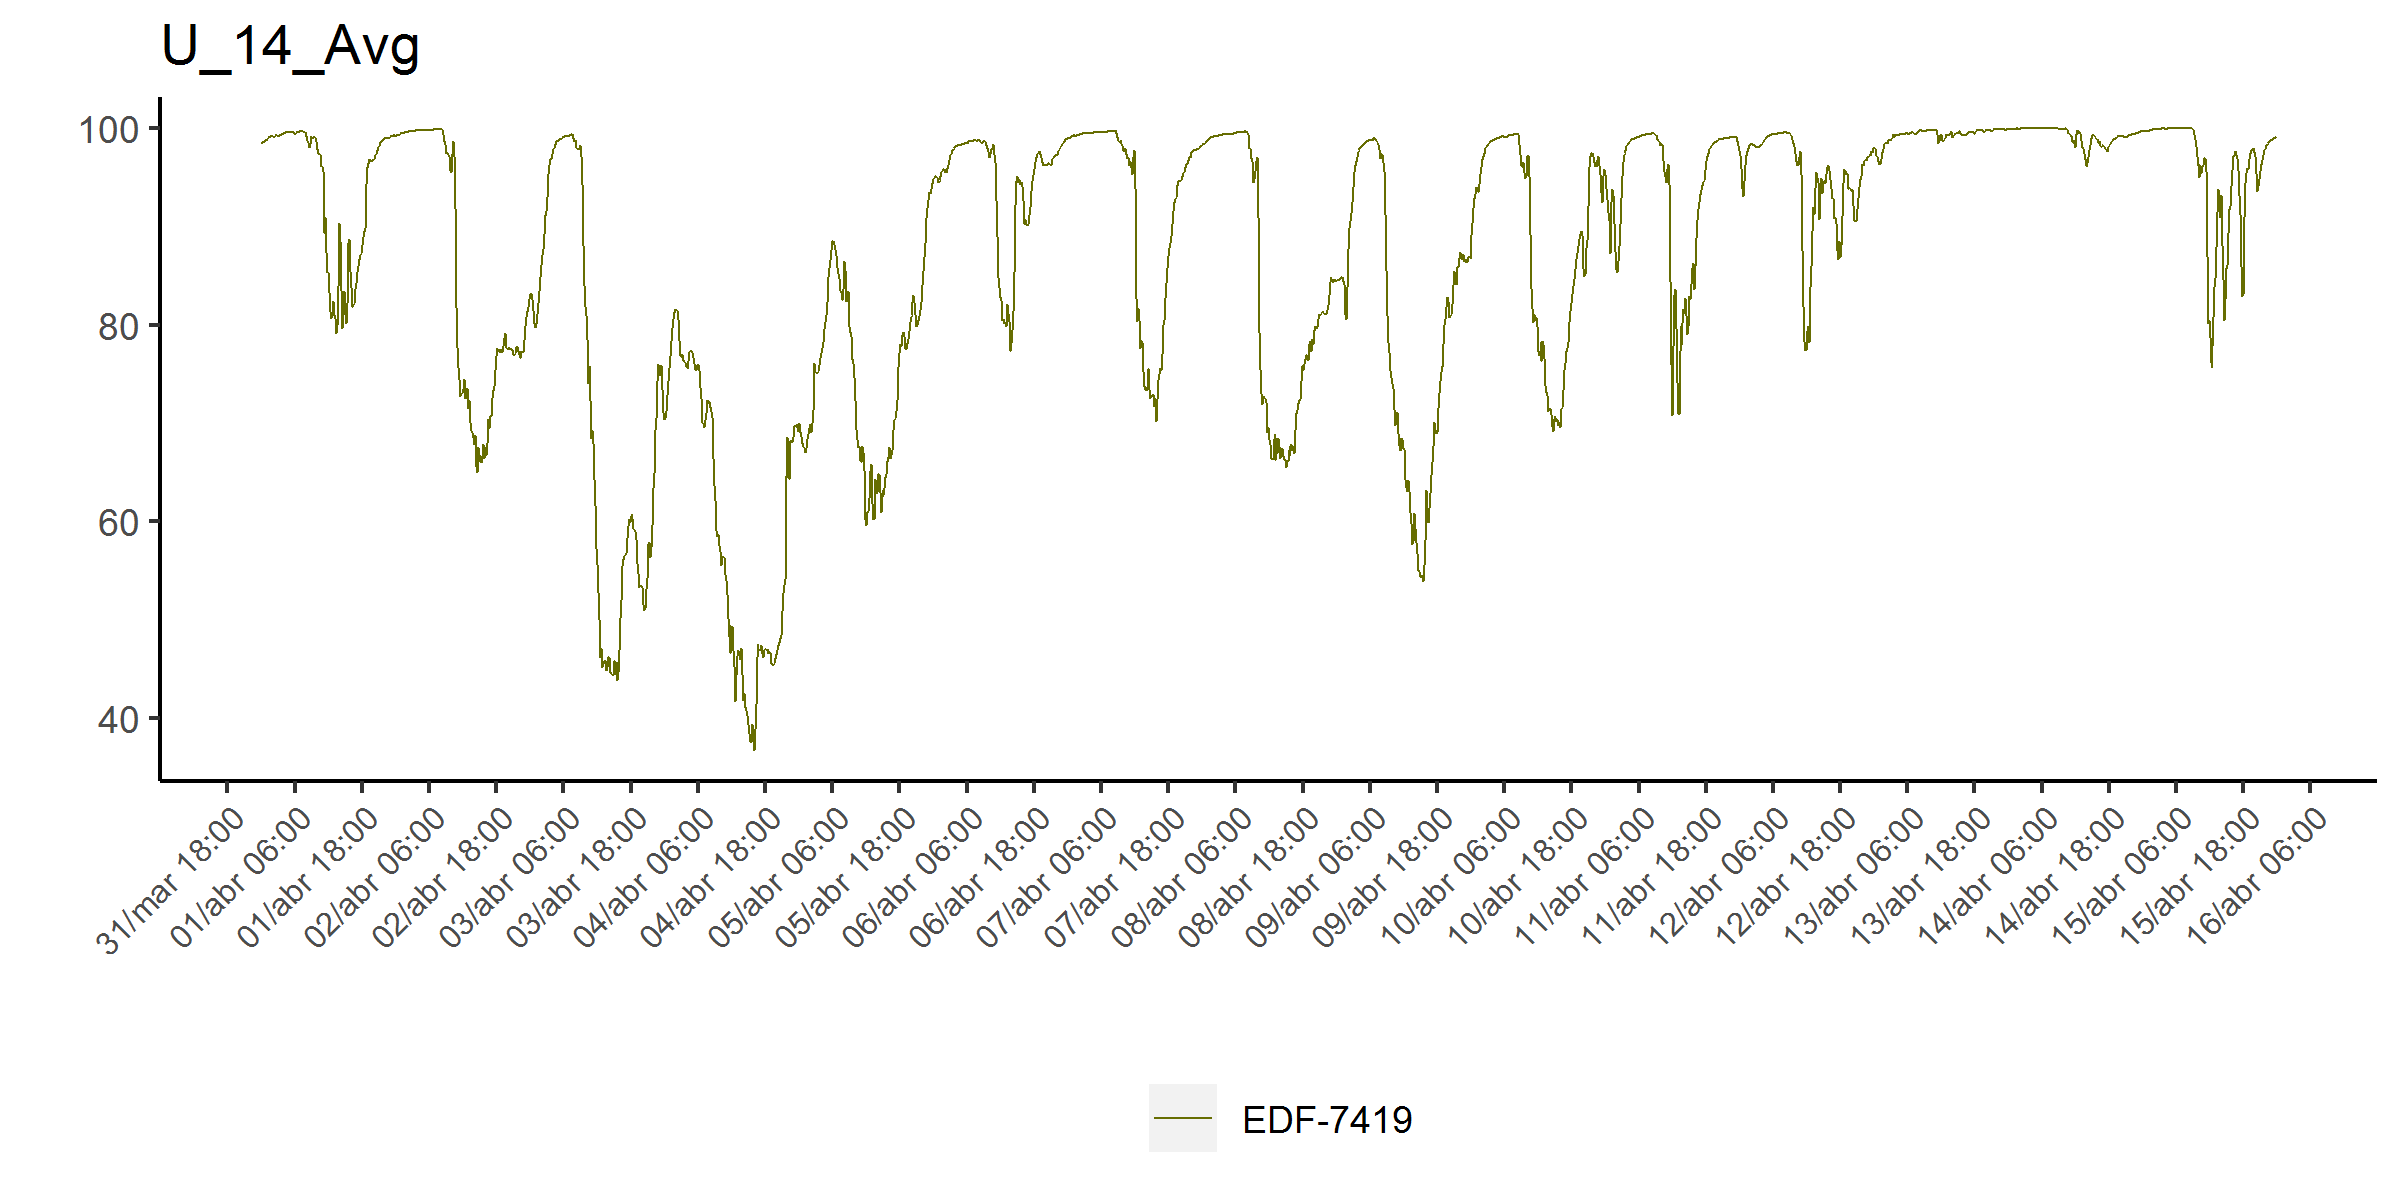 U_14_Avg
100
80
60
40
31/mar 18:00
01/abr 06:00
01/abr 18:00
02/abr 06:00
02/abr 18:00
03/abr 06:00
03/abr 18:00
04/abr 06:00
04/abr 18:00
05/abr 06:00
05/abr 18:00
06/abr 06:00
06/abr 18:00
07/abr 06:00
07/abr 18:00
08/abr 06:00
08/abr 18:00
09/abr 06:00
09/abr 18:00
10/abr 06:00
10/abr 18:00
11/abr 06:00
11/abr 18:00
12/abr 06:00
12/abr 18:00
13/abr 06:00
13/abr 18:00
14/abr 06:00
14/abr 18:00
15/abr 06:00
15/abr 18:00
16/abr 06:00
EDF-7419